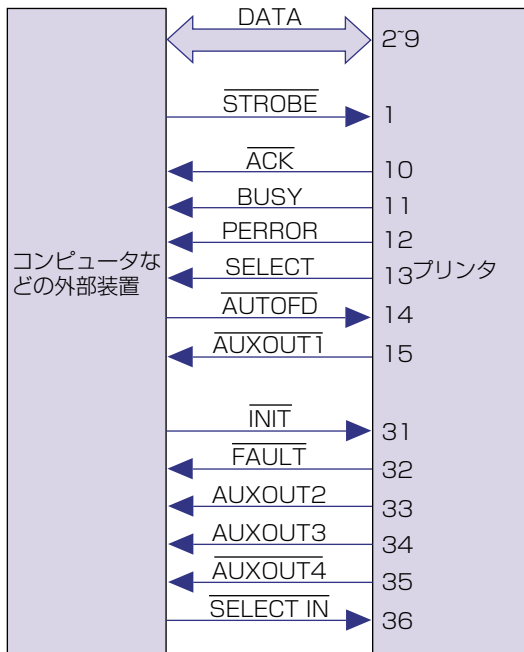 DATA
2~9
STROBE
1
ACK
10
BUSY
11
PERROR
12
コンピュータな
どの外部装置
SELECT
13プリンタ
AUTOFD
14
AUXOUT1
15
INIT
31
FAULT
32
AUXOUT2
33
AUXOUT3
34
AUXOUT4
35
SELECT IN
36